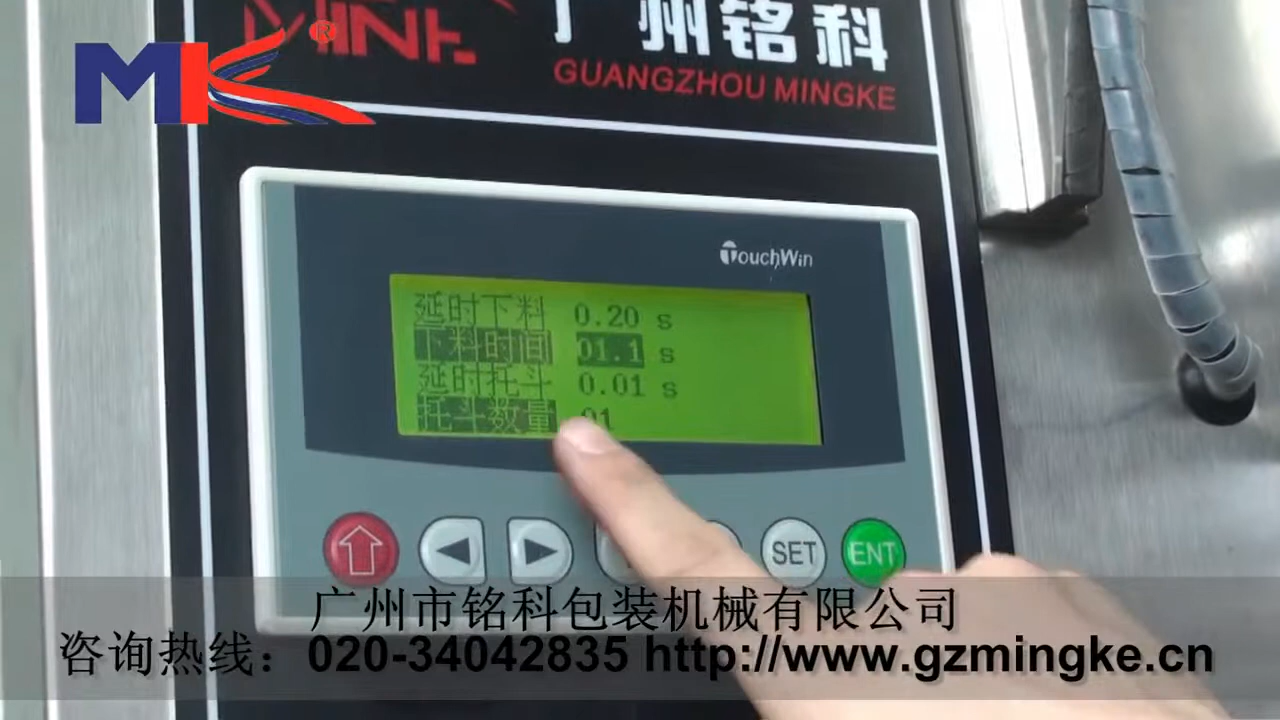 MK®
MINK
广州铭科
GUANGZHOU MINGKE
TouchWin
延时下料 0.20 s
下料时间 01.1 s
延时托斗 0.01 s
托斗数量 01
SET
ENT
广州市铭科包装机械有限公司
咨询热线：020-34042835 http://www.gzmingke.cn